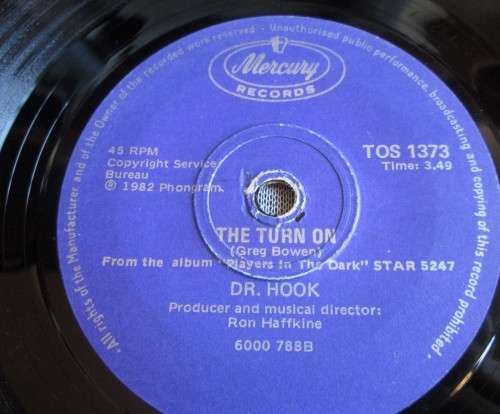 All rights of the Manufacturer and of the Owner of the recorded work reserved - Unauthorised public performance, broadcasting and copying of this record prohibited.
Mercury
RECORDS
45 RPM
Copyright Service
Bureau
℗ 1982 Phonogram.
TOS 1373
Time: 3.49
THE TURN ON
(Greg Bowen)
From the album "Players In The Dark" STAR 5247
DR. HOOK
Producer and musical director:
Ron Haffkine
6000 788B